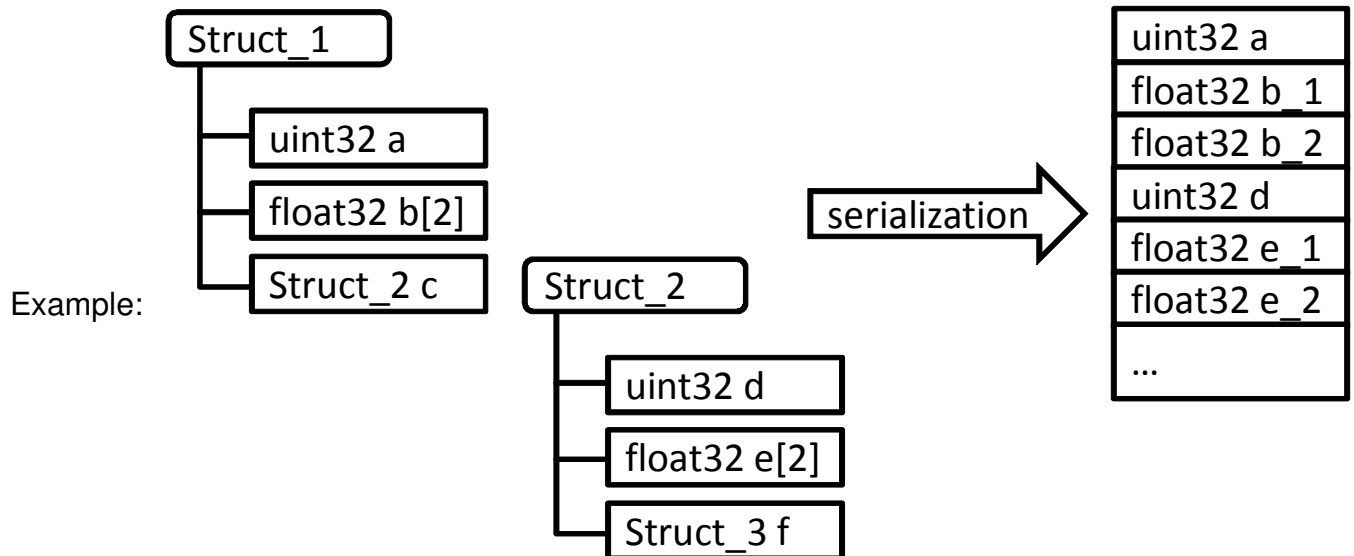 Struct_1
uint32 a
float32 b[2]
Struct_2 c
Example:
Struct_2
uint32 d
float32 e[2]
Struct_3 f
serialization
uint32 a
float32 b_1
float32 b_2
uint32 d
float32 e_1
float32 e_2
...